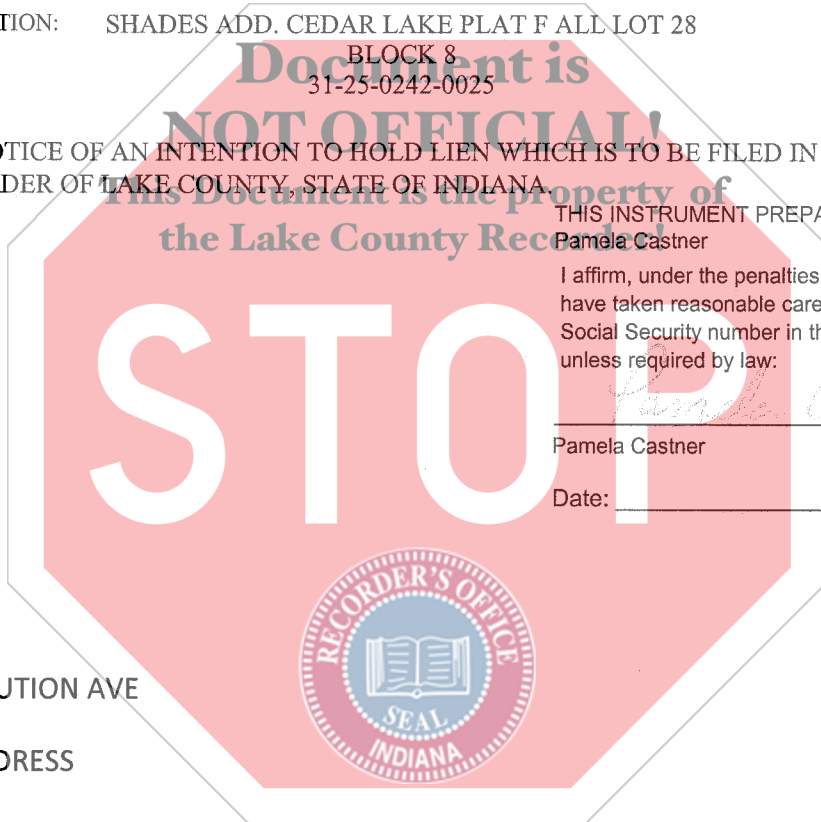 TION: SHADES ADD. CEDAR LAKE PLAT F ALL LOT 28
BLOCK 8
31-25-0242-0025
Document is
NOT OFFICIAL!
This Document is the property of
the Lake County Recorder!
OTICE OF AN INTENTION TO HOLD LIEN WHICH IS TO BE FILED IN
DER OF LAKE COUNTY, STATE OF INDIANA.
THIS INSTRUMENT PREPA
Pamela Castner
I affirm, under the penalties
have taken reasonable care
Social Security number in th
unless required by law:
Pamela C
Pamela Castner
Date:
STOP
RECORDER'S OFFICE
SEAL
INDIANA
UTION AVE
DRESS